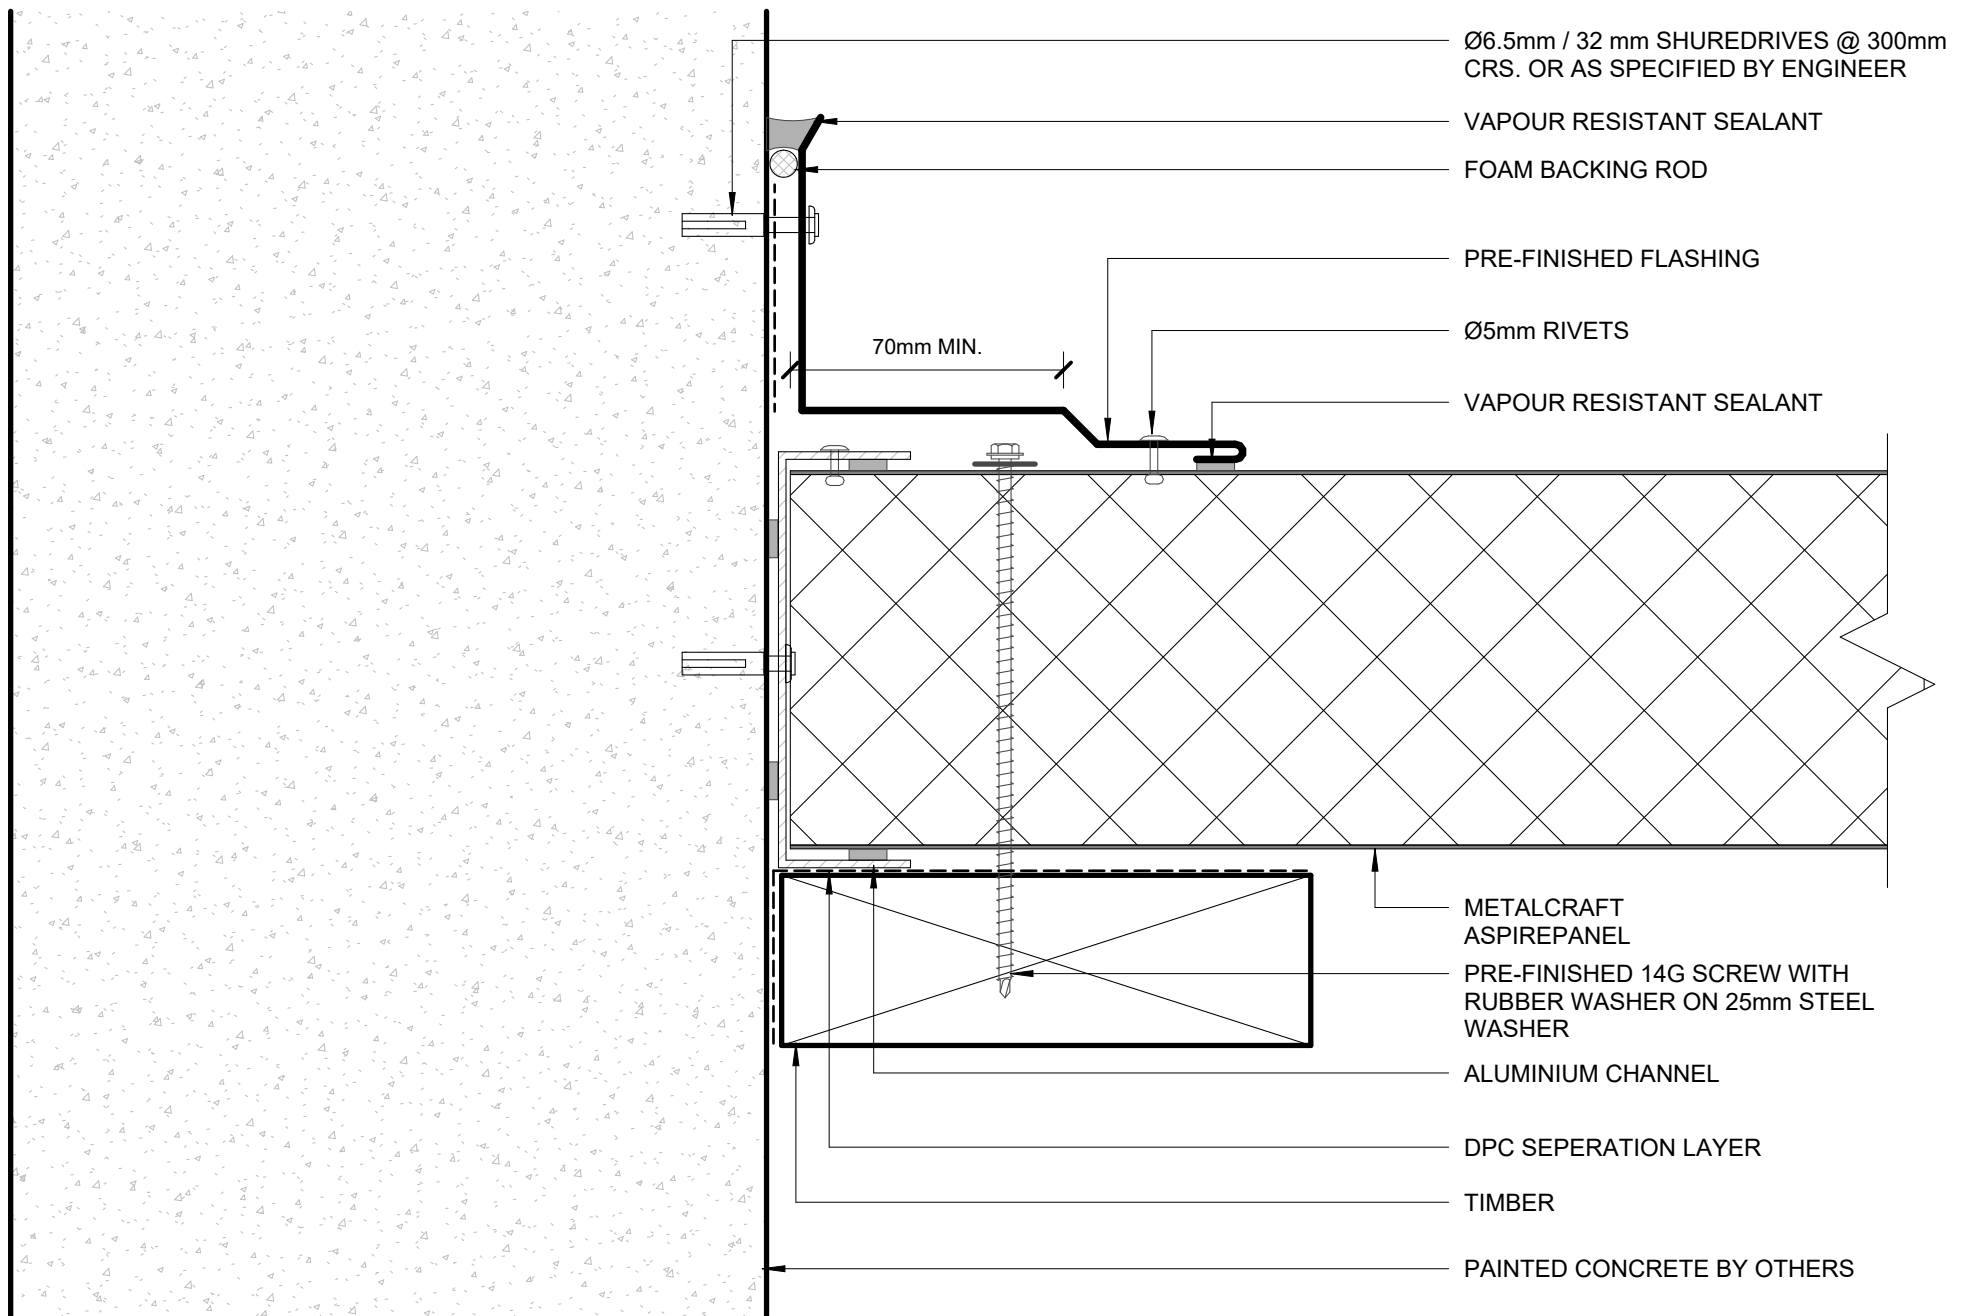 Ø6.5mm / 32 mm SHUREDRIVES @ 300mm
CRS. OR AS SPECIFIED BY ENGINEER
VAPOUR RESISTANT SEALANT
FOAM BACKING ROD
PRE-FINISHED FLASHING
Ø5mm RIVETS
70mm MIN.
VAPOUR RESISTANT SEALANT
METALCRAFT
ASPIREPANEL
PRE-FINISHED 14G SCREW WITH
RUBBER WASHER ON 25mm STEEL
WASHER
ALUMINIUM CHANNEL
DPC SEPERATION LAYER
TIMBER
PAINTED CONCRETE BY OTHERS